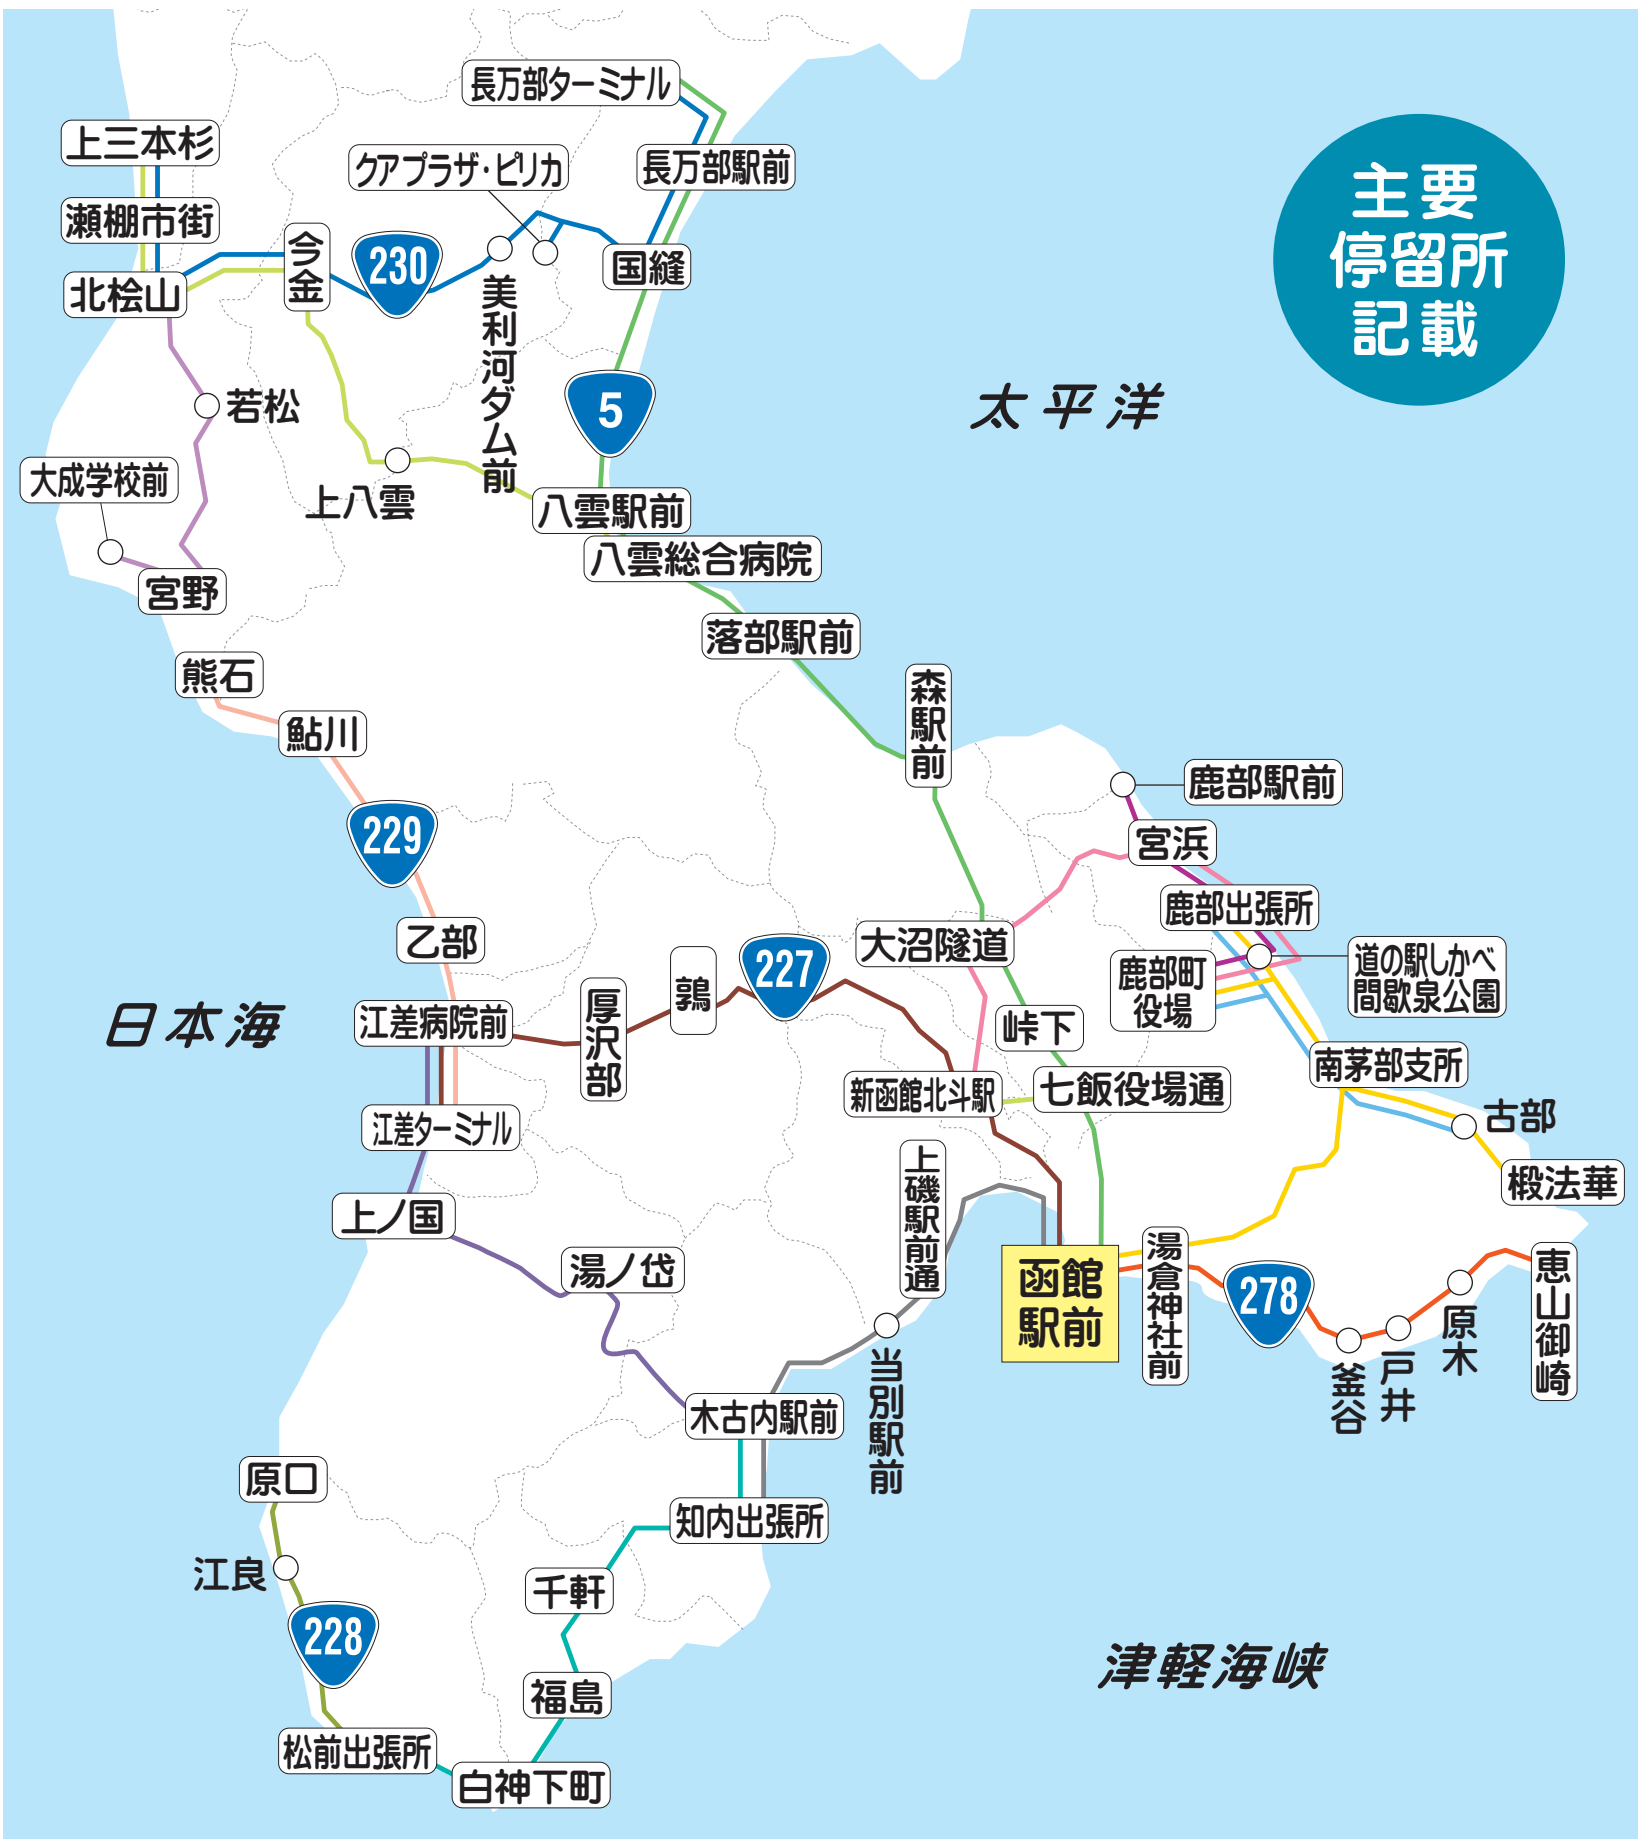 長万部ターミナル
上三本杉
クアプラザ・ピリカ
長万部駅前
主要
停留所
記載
瀬棚市街
今金
230
国縫
北桧山
美利河ダム前
5
太平洋
若松
大成学校前
上八雲
八雲駅前
八雲総合病院
宮野
落部駅前
熊石
森駅前
鮎川
鹿部駅前
229
宮浜
鹿部出張所
乙部
大沼隧道
227
鶉
鹿部町
役場
道の駅しかべ
間歇泉公園
日本海
江差病院前
厚沢部
峠下
南茅部支所
新函館北斗駅
七飯役場通
江差ターミナル
古部
上磯駅前通
椴法華
上ノ国
湯ノ岱
函館
駅前
湯倉神社前
278
恵山御崎
原木
戸井
釜谷
当別駅前
木古内駅前
原口
知内出張所
江良
千軒
228
福島
津軽海峡
松前出張所
白神下町